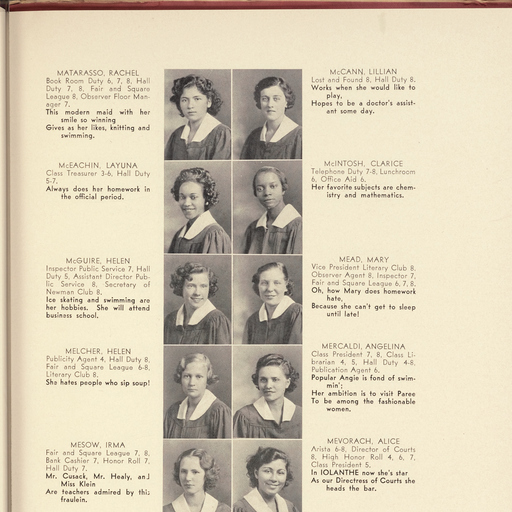 MATARASSO, RACHEL
Book Room Duty 6, 7, 8, Hall
Duty 7, 8. Fair and Square
League 8, Observer Floor Man-
ager 7.
This modern maid with her
smile so winning
Gives as her likes, knitting and
swimming.
McEACHIN, LAYUNA
Class Treasurer 3-6, Hall Duty
5-7.
Always does her homework in
the official period.
McGUIRE, HELEN
Inspector Public Service 7, Hall
Duty 5, Assistant Director Pub-
lic Service 8, Secretary of
Newman Club 8.
Ice skating and swimming are
her hobbies. She will attend
business school.
MELCHER, HELEN
Publicity Agent 4, Hall Duty 8,
Fair and Square League 6-8,
Literary Club 8.
She hates people who sip soup!
MESOW, IRMA
Fair and Square League 7, 8,
Bank Cashier 7, Honor Roll 7,
Hall Duty 7.
Mr. Cusack, Mr. Healy, and
Miss Klein
Are teachers admired by this
fraulein.
McCANN, LILLIAN
Lost and Found 8, Hall Duty 8.
Works when she would like to
play,
Hopes to be a doctor's assist-
ant some day.
McINTOSH, CLARICE
Telephone Duty 7-8, Lunchroom
6, Office Aid 6.
Her favorite subjects are chem-
istry and mathematics.
MEAD, MARY
Vice President Literary Club 8,
Observer Agent 8, Inspector 7,
Fair and Square League 6, 7, 8.
Oh, how Mary does homework
hate,
Because she can't get to sleep
until late!
MERCALDI, ANGELINA
Class President 7, 8, Class Li-
brarian 4, 5, Hall Duty 4-8,
Publication Agent 6.
Popular Angie is fond of swim-
min';
Her ambition is to visit Paree
To be among the fashionable
women.
MEVORACH, ALICE
Arista 6-8, Director of Courts
8, High Honor Roll 4, 6, 7,
Class President 5.
In IOLANTHE now she's star
As our Directress of Courts she
heads the bar.